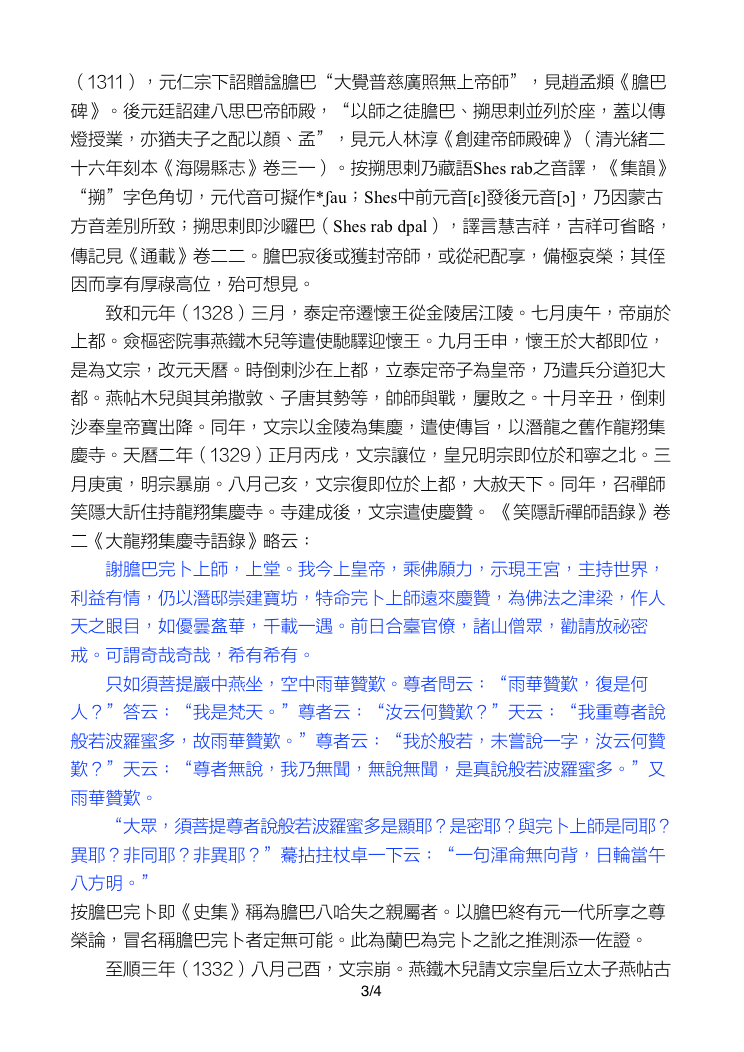 （1311），元仁宗下詔贈諡膽巴“大覺普慈廣照無上帝師”，見趙孟頫《膽巴
碑》。後元廷詔建八思巴帝師殿，“以師之徒膽巴、搠思剌並列於座，蓋以傳
燈授業，亦猶夫子之配以顏、孟”，見元人林淳《創建帝師殿碑》（清光緒二
十六年刻本《海陽縣志》卷三一）。按搠思剌乃藏語Shes rab之音譯，《集韻》
“搠”字色角切，元代音可擬作*ʃau；Shes中前元音[ε]發後元音[ɔ]，乃因蒙古
方音差別所致；搠思剌即沙囉巴（Shes rab dpal），譯言慧吉祥，吉祥可省略，
傳記見《通載》卷二二。膽巴寂後或獲封帝師，或從祀配享，備極哀榮；其侄
因而享有厚祿高位，殆可想見。
致和元年（1328）三月，泰定帝遷懷王從金陵居江陵。七月庚午，帝崩於
上都。僉樞密院事燕鐵木兒等遣使馳驛迎懷王。九月壬申，懷王於大都即位，
是為文宗，改元天曆。時倒剌沙在上都，立泰定帝子為皇帝，乃遣兵分道犯大
都。燕帖木兒與其弟撒敦、子唐其勢等，帥師與戰，屢敗之。十月辛丑，倒剌
沙奉皇帝寶出降。同年，文宗以金陵為集慶，遣使傳旨，以潛龍之舊作龍翔集
慶寺。天曆二年（1329）正月丙戌，文宗讓位，皇兄明宗即位於和寧之北。三
月庚寅，明宗暴崩。八月己亥，文宗復即位於上都，大赦天下。同年，召禪師
笑隱大訢住持龍翔集慶寺。寺建成後，文宗遣使慶贊。《笑隱訢禪師語錄》卷
二《大龍翔集慶寺語錄》略云：
謝膽巴完卜上師，上堂。我今上皇帝，乘佛願力，示現王宮，主持世界，
利益有情，仍以潛邸崇建寶坊，特命完卜上師遠來慶贊，為佛法之津梁，作人
天之眼目，如優曇葢華，千載一遇。前日合臺官僚，諸山僧眾，勸請放祕密
戒。可謂奇哉奇哉，希有希有。
只如須菩提巖中燕坐，空中雨華贊歎。尊者問云：“雨華贊歎，復是何
人？”答云：“我是梵天。”尊者云：“汝云何贊歎？”天云：“我重尊者說
般若波羅蜜多，故雨華贊歎。”尊者云：“我於般若，未嘗說一字，汝云何贊
歎？”天云：“尊者無說，我乃無聞，無說無聞，是真說般若波羅蜜多。”又
雨華贊歎。
“大眾，須菩提尊者說般若波羅蜜多是顯耶？是密耶？與完卜上師是同耶？
異耶？非同耶？非異耶？”驀拈拄杖卓一下云：“一句渾侖無向背，日輪當午
八方明。”
按膽巴完卜即《史集》稱為膽巴八哈失之親屬者。以膽巴終有元一代所享之尊
榮論，冒名稱膽巴完卜者定無可能。此為蘭巴為完卜之訛之推測添一佐證。
至順三年（1332）八月己酉，文宗崩。燕鐵木兒請文宗皇后立太子燕帖古
3/4